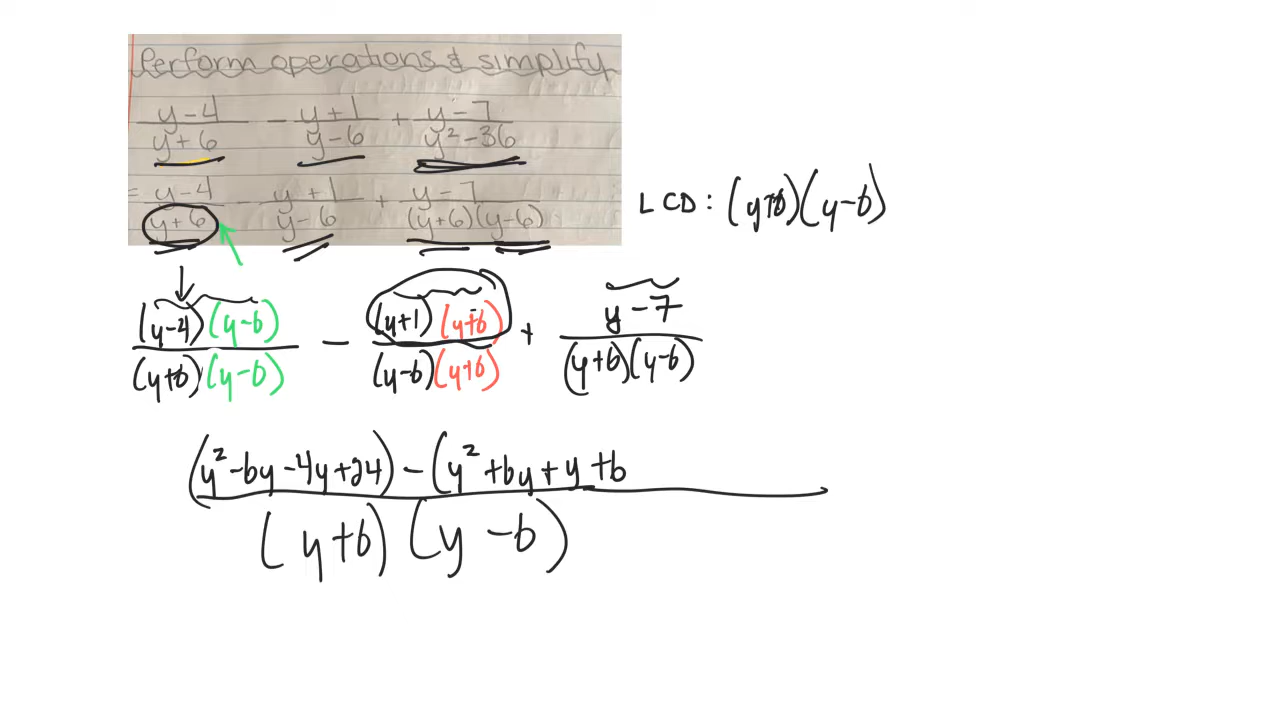 Perform operations & simplify
y-4/y+6 - y+1/y-6 + y-7/y²-36
= y-4/y+6 - y+1/y-6 + y-7/(y+6)(y-6)
LCD: (y+6)(y-6)
(y-4)(y-6)/(y+6)(y-6) - (y+1)(y+6)/(y-6)(y+6) + y-7/(y+6)(y-6)
(y²-6y-4y+24) - (y²+6y+y+6
(y+6)(y-6)